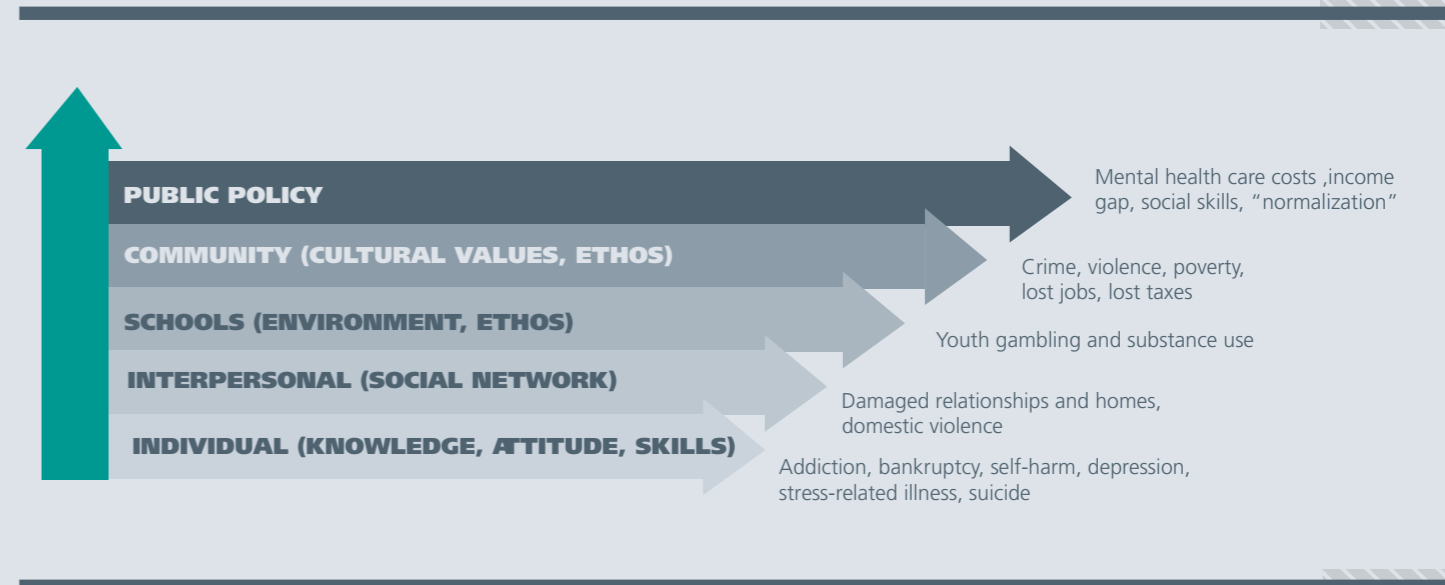 PUBLIC POLICY
Mental health care costs ,income
gap, social skills, “normalization”
COMMUNITY (CULTURAL VALUES, ETHOS)
Crime, violence, poverty,
lost jobs, lost taxes
SCHOOLS (ENVIRONMENT, ETHOS)
Youth gambling and substance use
INTERPERSONAL (SOCIAL NETWORK)
Damaged relationships and homes,
domestic violence
INDIVIDUAL (KNOWLEDGE, ATTITUDE, SKILLS)
Addiction, bankruptcy, self-harm, depression,
stress-related illness, suicide